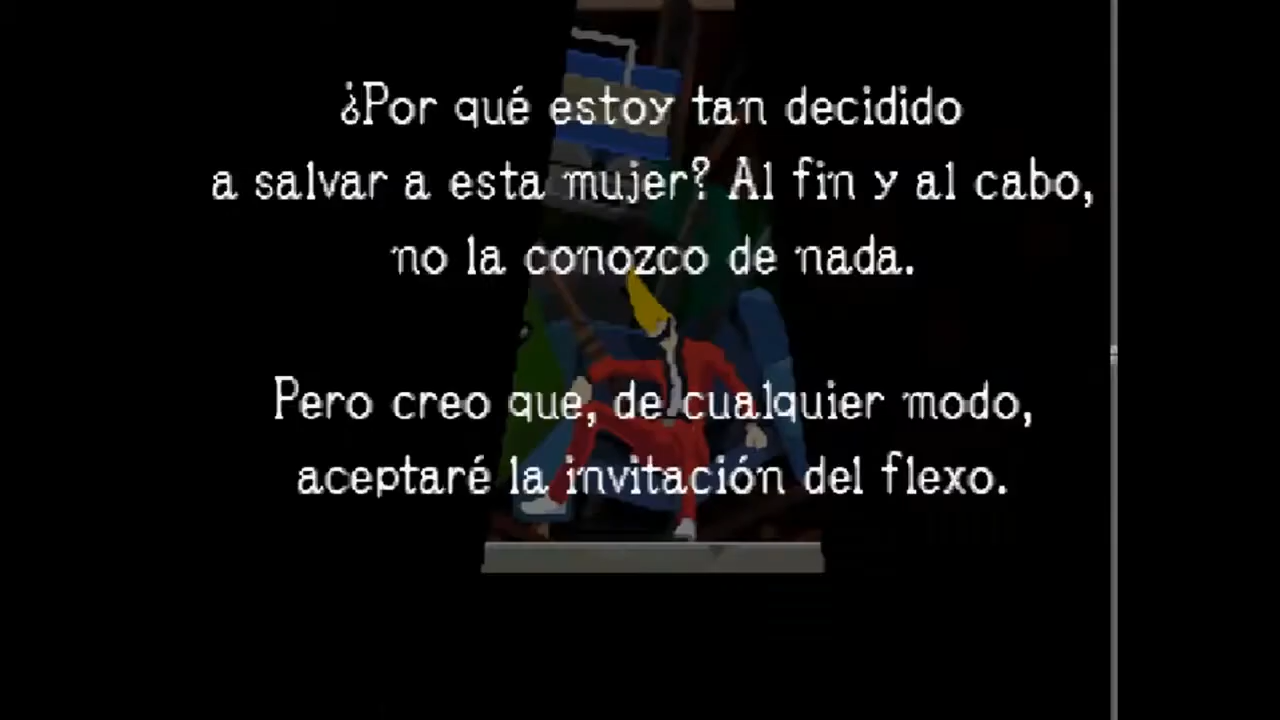 ¿Por qué estoy tan decidido
a salvar a esta mujer? Al fin y al cabo,
no la conozco de nada.
Pero creo que, de cualquier modo,
aceptaré la invitación del flexo.